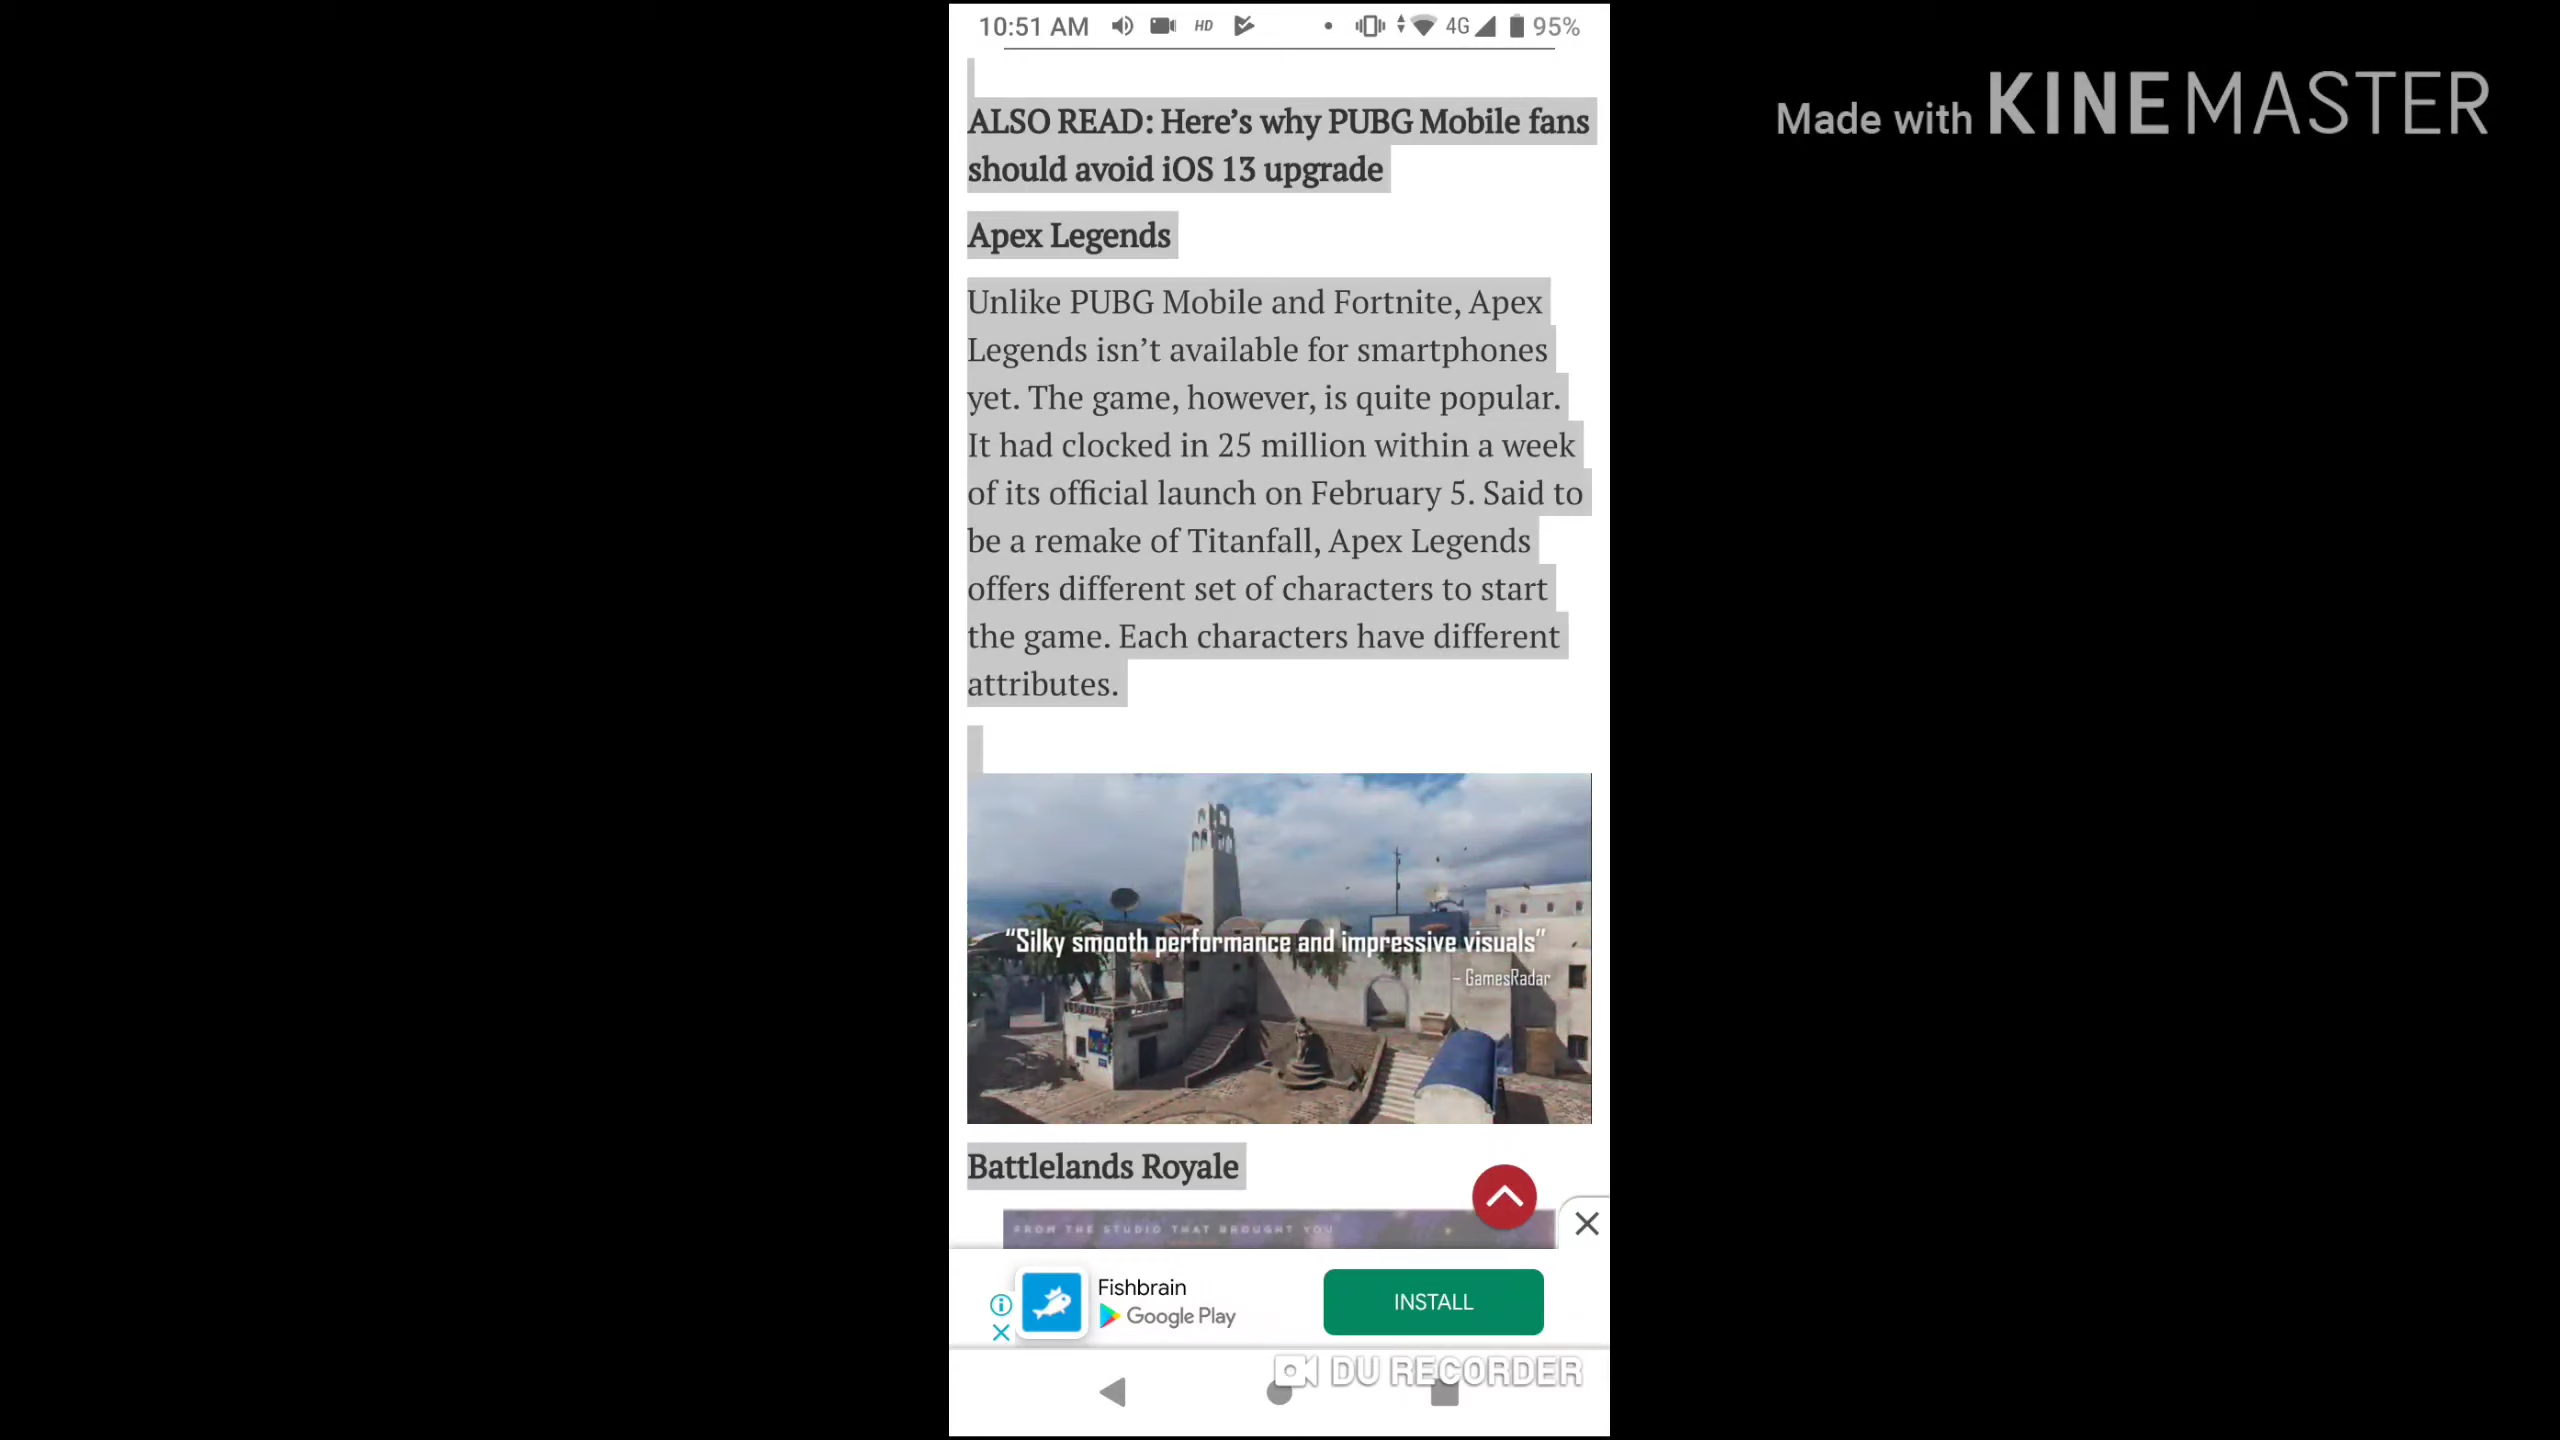 10:51 AM HD 4G 95%
Made with KINEMASTER
ALSO READ: Here’s why PUBG Mobile fans
should avoid iOS 13 upgrade
Apex Legends
Unlike PUBG Mobile and Fortnite, Apex
Legends isn’t available for smartphones
yet. The game, however, is quite popular.
It had clocked in 25 million within a week
of its official launch on February 5. Said to
be a remake of Titanfall, Apex Legends
offers different set of characters to start
the game. Each characters have different
attributes.
“Silky smooth performance and impressive visuals”
– GamesRadar
Battlelands Royale
FROM THE STUDIO THAT BROUGHT YOU
Fishbrain
Google Play
INSTALL
DU RECORDER